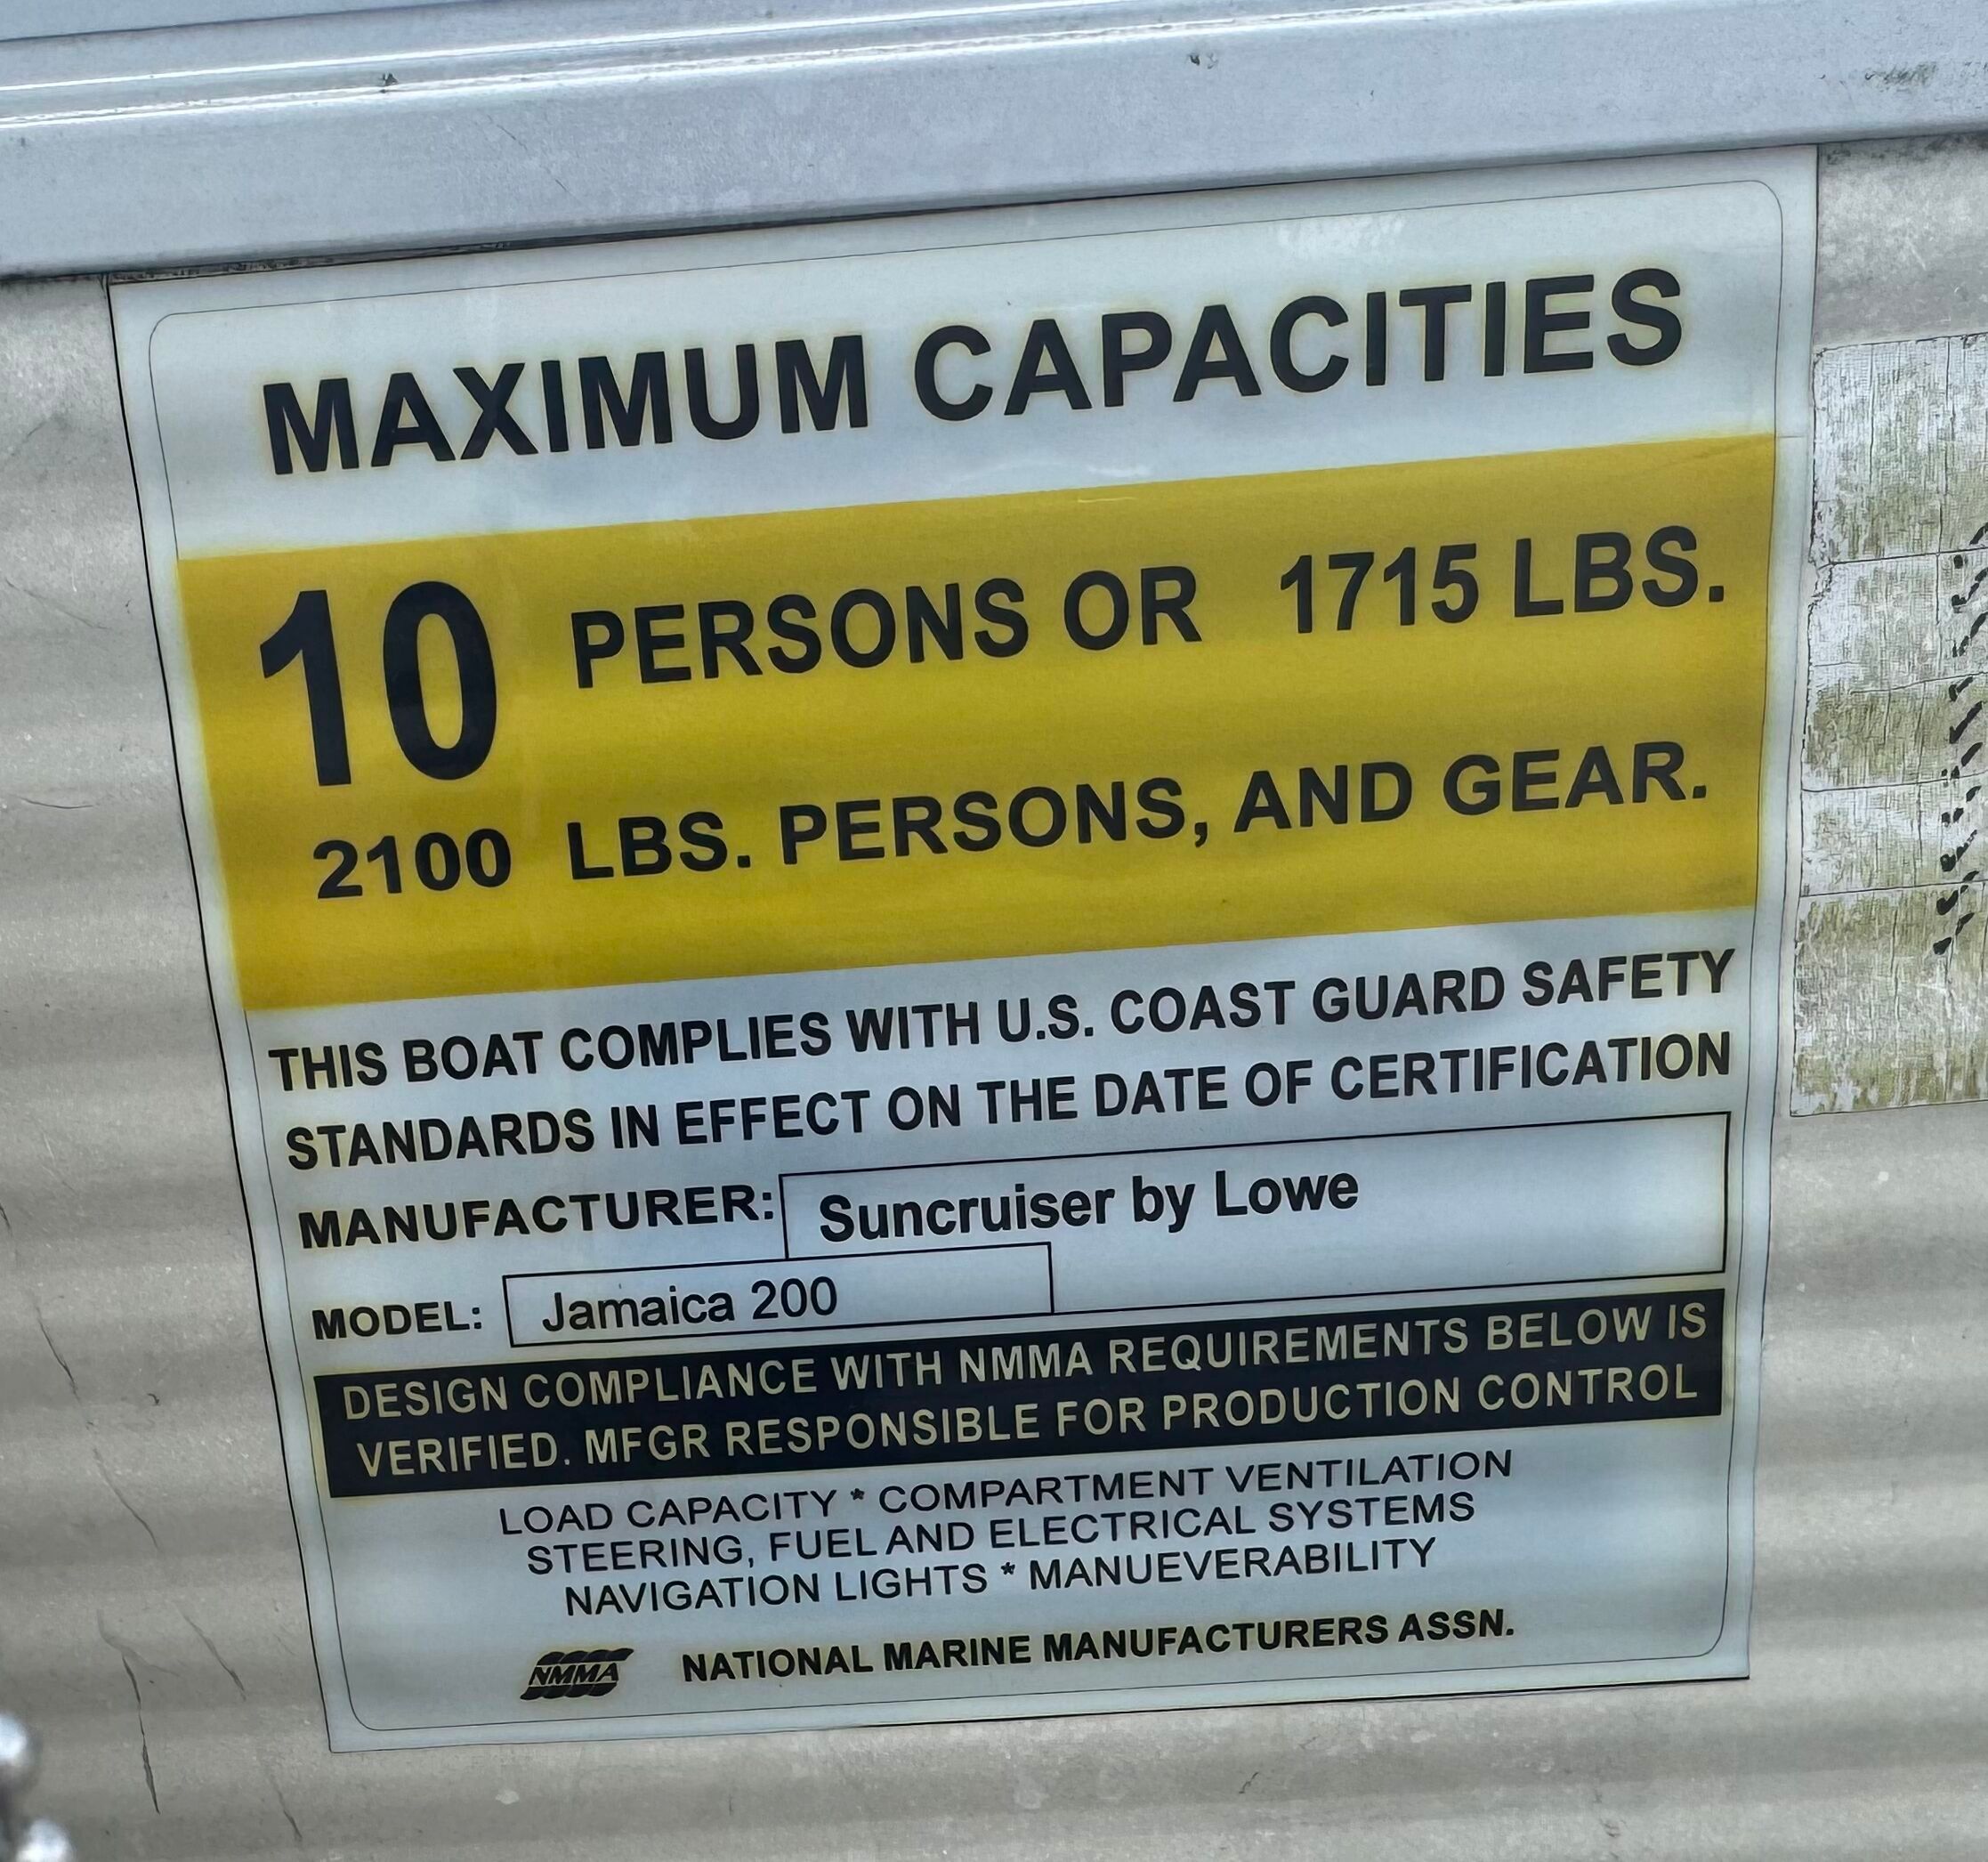 MAXIMUM CAPACITIES
10 PERSONS OR 1715 LBS.
2100 LBS. PERSONS, AND GEAR.
THIS BOAT COMPLIES WITH U.S. COAST GUARD SAFETY
STANDARDS IN EFFECT ON THE DATE OF CERTIFICATION
MANUFACTURER: Suncruiser by Lowe
MODEL: Jamaica 200
DESIGN COMPLIANCE WITH NMMA REQUIREMENTS BELOW IS
VERIFIED. MFGR RESPONSIBLE FOR PRODUCTION CONTROL
LOAD CAPACITY * COMPARTMENT VENTILATION
STEERING, FUEL AND ELECTRICAL SYSTEMS
NAVIGATION LIGHTS * MANUEVERABILITY
NMMA NATIONAL MARINE MANUFACTURERS ASSN.